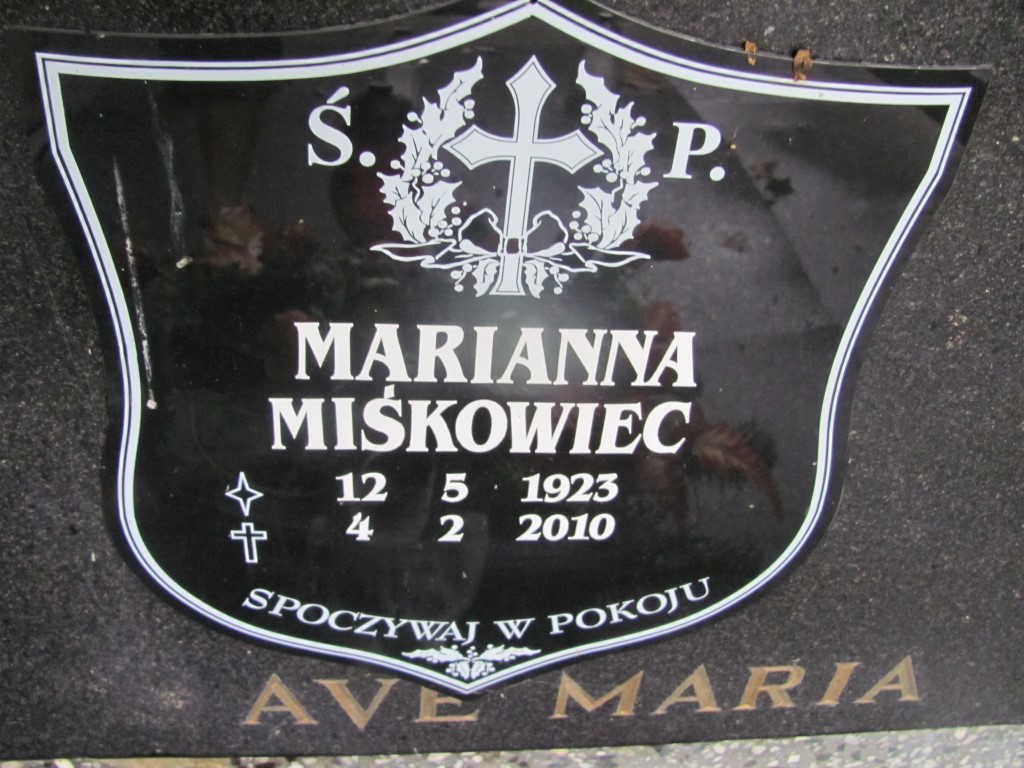 Ś. P.
MARIANNA
MIŚKOWIEC
12 5 1923
4 2 2010
SPOCZYWAJ W POKOJU
AVE MARIA